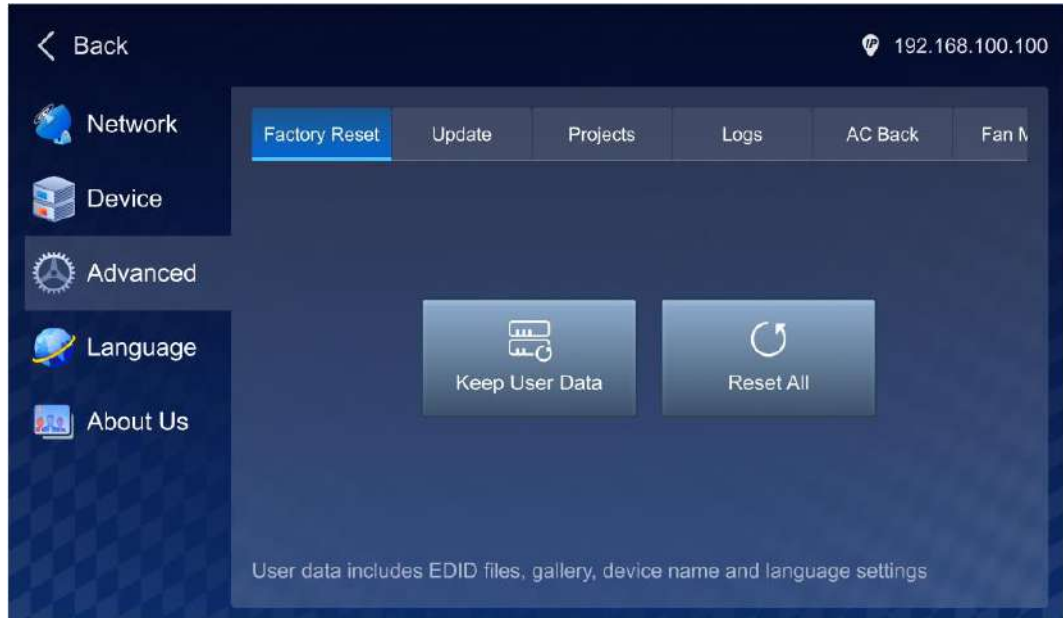 Back
192.168.100.100
Network
Device
Advanced
Language
About Us
Factory Reset
Update
Projects
Logs
AC Back
Fan
Keep User Data
Reset All
User data includes EDID files, gallery, device name and language settings